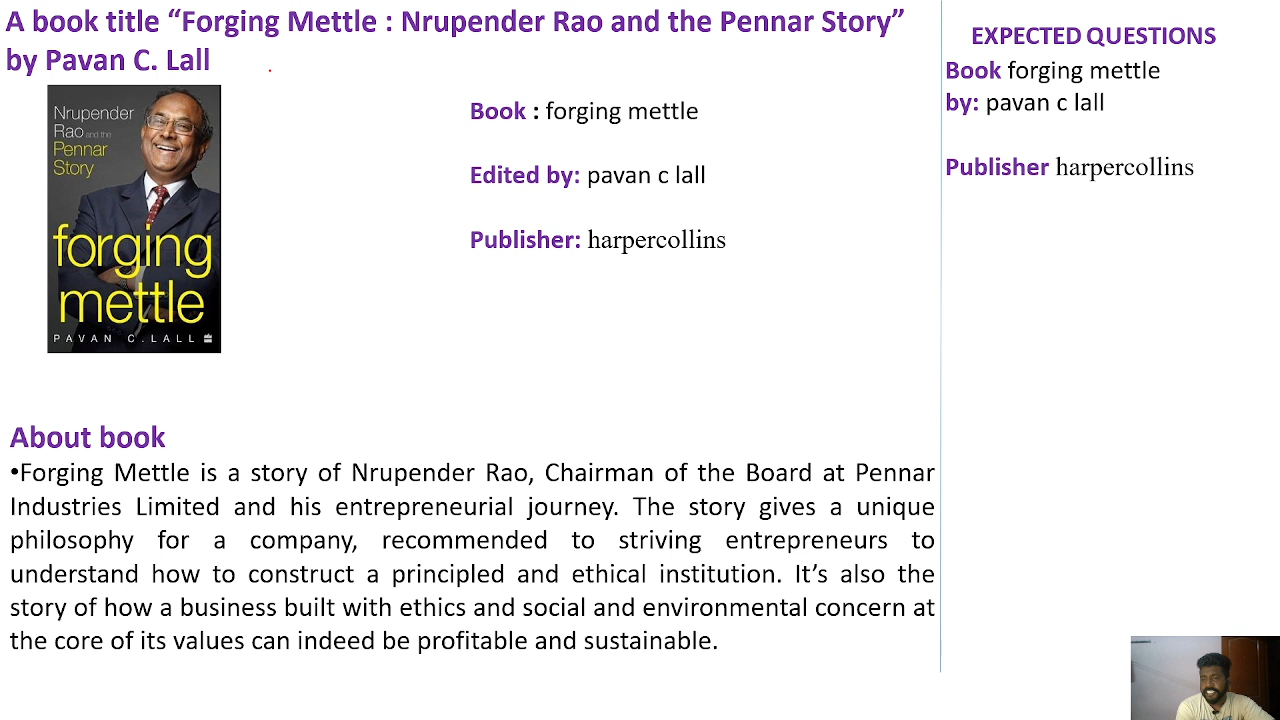 A book title “Forging Mettle : Nrupender Rao and the Pennar Story”
by Pavan C. Lall
Nrupender
Rao and the
Pennar
Story
forging
mettle
PAVAN C.LALL
Book : forging mettle
Edited by: pavan c lall
Publisher: harpercollins
About book
•Forging Mettle is a story of Nrupender Rao, Chairman of the Board at Pennar
Industries Limited and his entrepreneurial journey. The story gives a unique
philosophy for a company, recommended to striving entrepreneurs to
understand how to construct a principled and ethical institution. It’s also the
story of how a business built with ethics and social and environmental concern at
the core of its values can indeed be profitable and sustainable.
EXPECTED QUESTIONS
Book forging mettle
by: pavan c lall
Publisher harpercollins